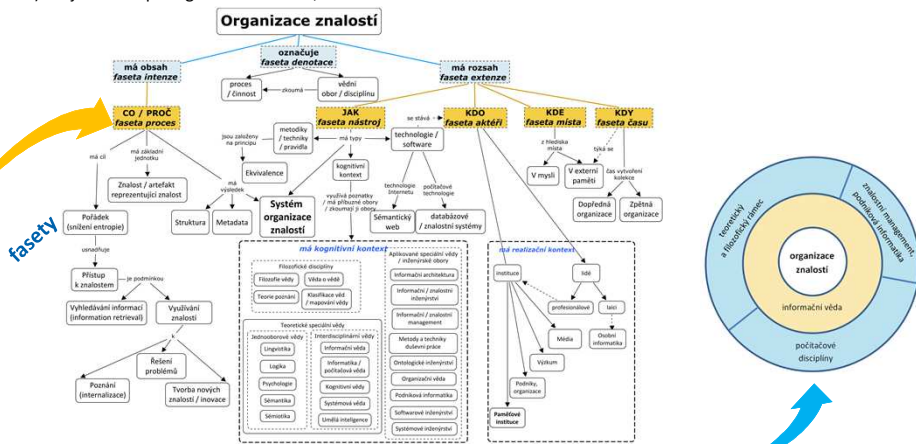 Organizace znalostí
má obsah
faseta intenze
označuje
faseta denotace
má rozsah
faseta extenze
proces
/ činnost
zkoumá
vědní
obor / disciplínu
CO / PROČ
faseta proces
JAK
faseta nástroj
se stává
KDO
faseta aktéři
KDE
faseta místa
KDY
faseta času
má cíl
má základní
jednotku
Znalost / artefakt
reprezentující znalost
má
výsledek
Struktura
Metadata
Systém
organizace
znalostí
jsou založeny
na principu
metodiky
/ techniky
/ pravidla
má typy
technologie /
software
Ekvivalence
kognitivní
kontext
využívá poznatky
/ má příbuzné obory
/ zkoumají ji obory
technologie
Internetu
počítačové
technologie
Sémantický
web
databázové
/ znalostní systémy
z hlediska
místa
týká se
V mysli
V externí
paměti
čas vytvoření
kolekce
Dopředná
organizace
Zpětná
organizace
Pořádek
(snížení entropie)
usnadňuje
Přístup
k znalostem
je podmínkou
Vyhledávání informací
(information retrieval)
Využívání
znalostí
k
Poznání
(internalizace)
Řešení
problémů
Tvorba nových
znalostí / inovace
má kognitivní kontext
Filozofické disciplíny
Filozofie vědy
Věda o vědě
Teorie poznání
Klasifikace věd
/ mapování vědy
Teoretické speciální vědy
Jednooborové vědy
Lingvistika
Logika
Psychologie
Sémantika
Sémiotika
Interdisciplinární vědy
Informační věda
Informatika /
počítačová věda
Kognitivní vědy
Systémová věda
Umělá inteligence
Aplikované speciální vědy
/ inženýrské obory
Informační architektura
Informační / znalostní
inženýrství
Informační / znalostní
management
Metody a techniky
duševní práce
Ontologické inženýrství
Organizační věda
Podniková informatika
Softwarové inženýrství
Systémové inženýrství
má realizační kontext
instituce
lidé
profesionálové
laici
Média
Osobní
informatika
Výzkum
Podniky,
organizace
Paměťové
instituce
fasety
teoretický
a filozofický rámec
znalostní management,
podniková informatika
organizace
znalostí
informační věda
počítačové
disciplíny